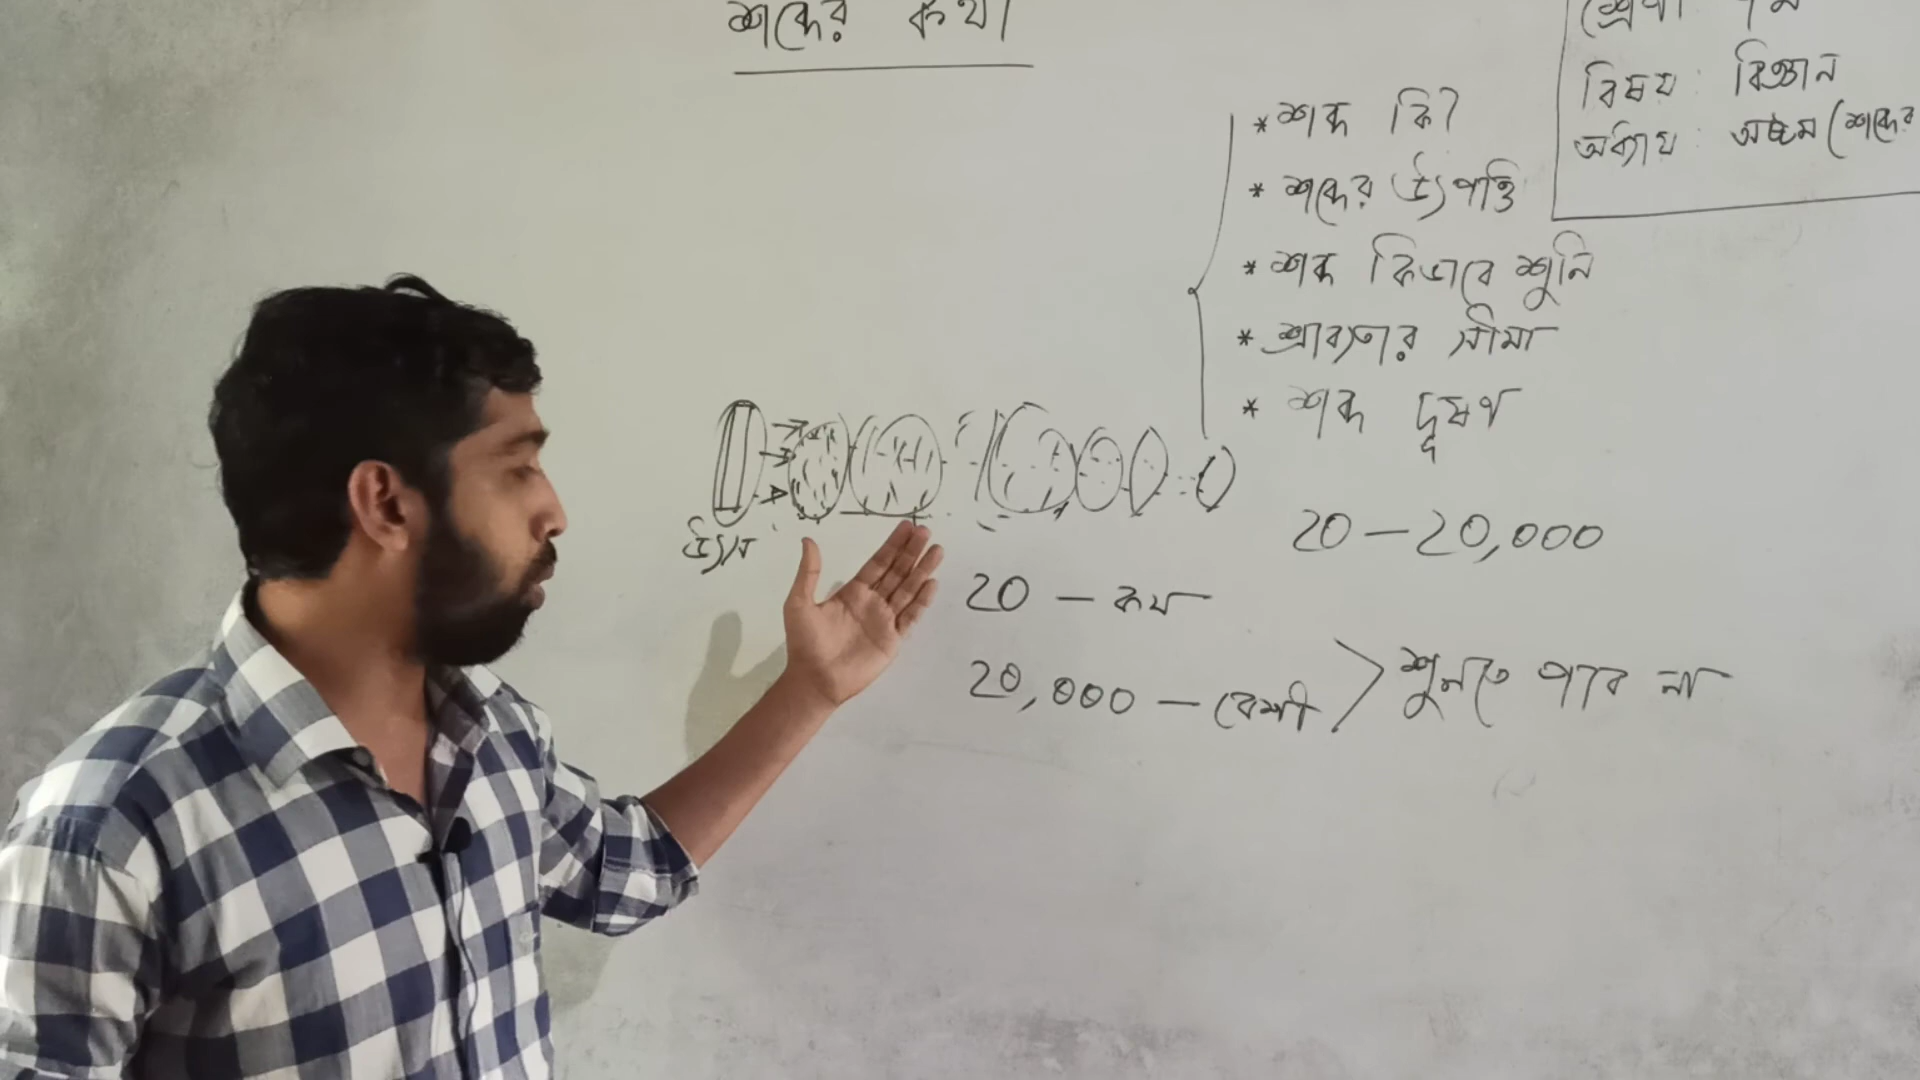 শব্দের কথা
শ্রেণী ৭ম
বিষয় : বিজ্ঞান
অধ্যায় : অষ্টম (শব্দের
* শব্দ কি?
* শব্দের উৎপত্তি
* শব্দ কিভাবে শুনি
* শ্রাব্যতার সীমা
* শব্দ দূষণ
উৎস
20 – 20,000
20 – কম
20,000 – বেশী > শুনতে পাব না